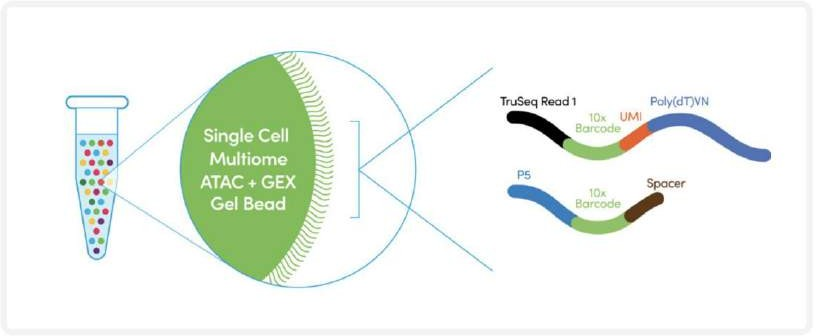 Single Cell
Multiome
ATAC + GEX
Gel Bead
TruSeq Read 1
10x
Barcode
UMI
Poly(dT)VN
P5
10x
Barcode
Spacer